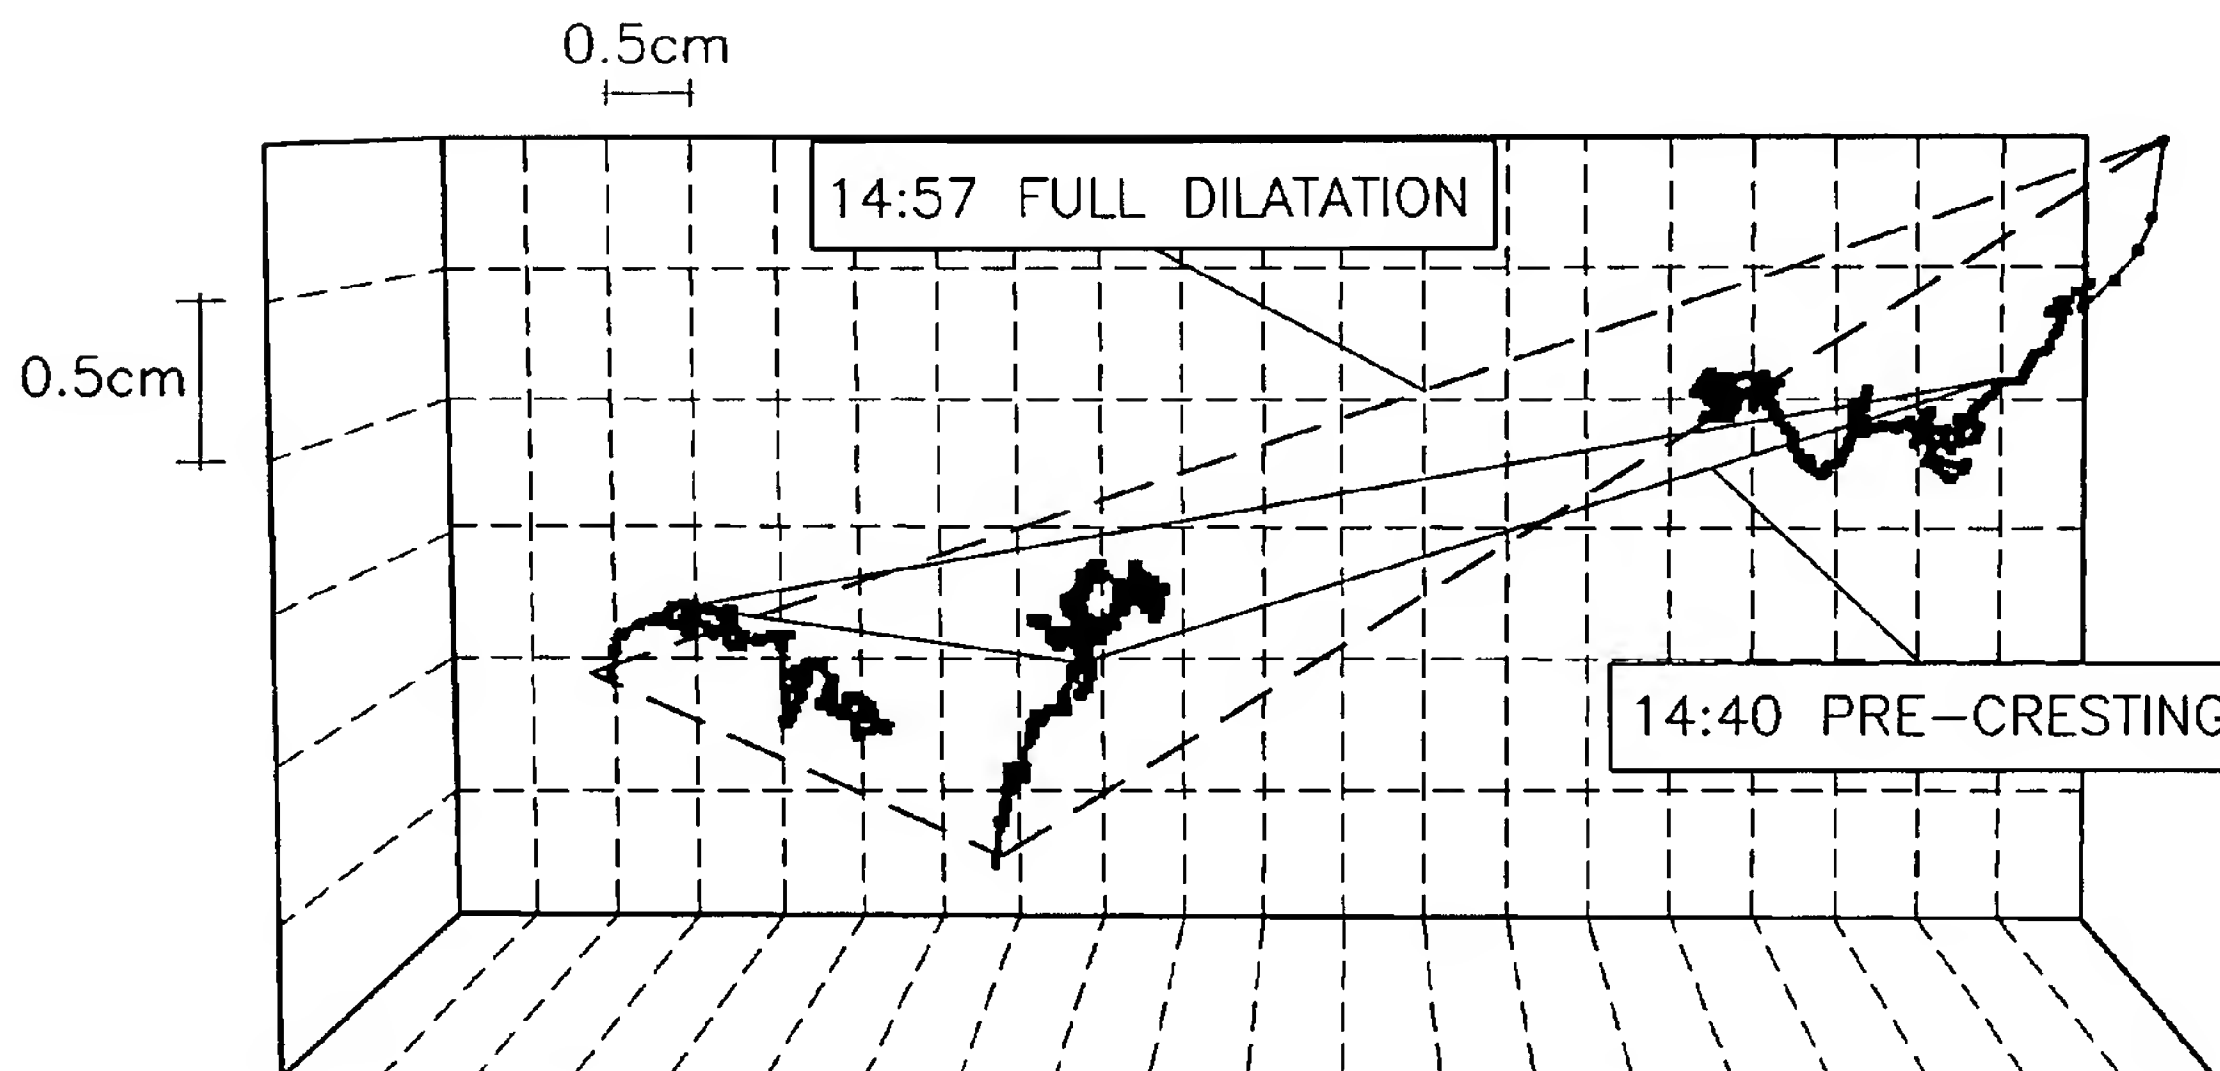 0.5cm
14:57 FULL DILATATION
0.5cm
14:40 PRE-CRESTING